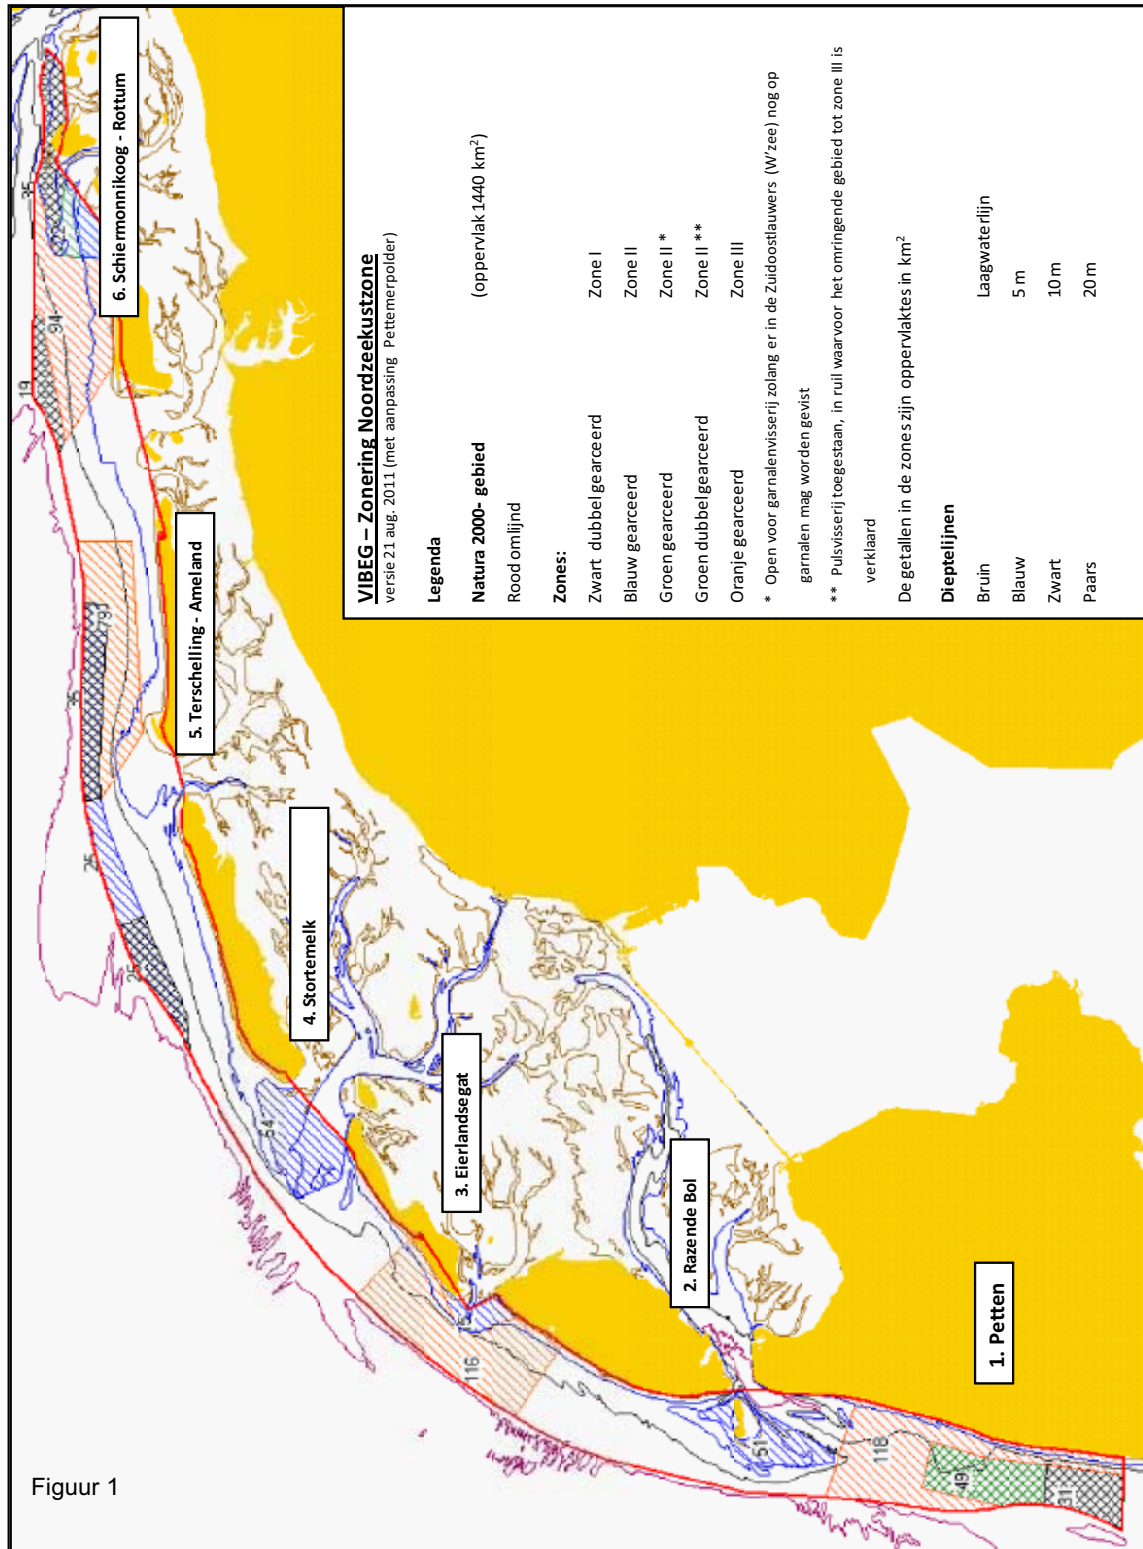 6. Schiermonnikoog - Rottum
5. Terschelling - Ameland
4. Stortemelk
3. Eierlandsegat
2. Razende Bol
1. Petten
35
94
19
79
25
54
116
51
118
49
31
VIBEG – Zonering Noordzeekustzone
versie 21 aug. 2011 (met aanpassing Pettemerpolder)
Legenda
Natura 2000- gebied (oppervlak 1440 km²)
Rood omlijnd
Zones:
Zwart dubbel gearceerd Zone I
Blauw gearceerd Zone II
Groen gearceerd Zone II *
Groen dubbel gearceerd Zone II **
Oranje gearceerd Zone III
* Open voor garnalenvisserij zolang er in de Zuidoostlauwers (W'zee) nog op
garnalen mag worden gevist
** Pulsvisserij toegestaan, in ruil waarvoor het omringende gebied tot zone III is
verklaard
De getallen in de zones zijn oppervlaktes in km²
Dieptelijnen
Bruin Laagwaterlijn
Blauw 5 m
Zwart 10 m
Paars 20 m
Figuur 1